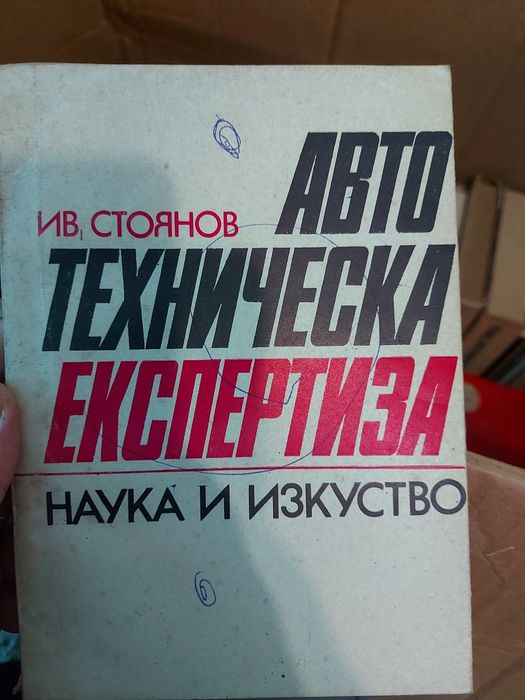 АВТО
ИВ. СТОЯНОВ
ТЕХНИЧЕСКА
ЕКСПЕРТИЗА
НАУКА И ИЗКУСТВО